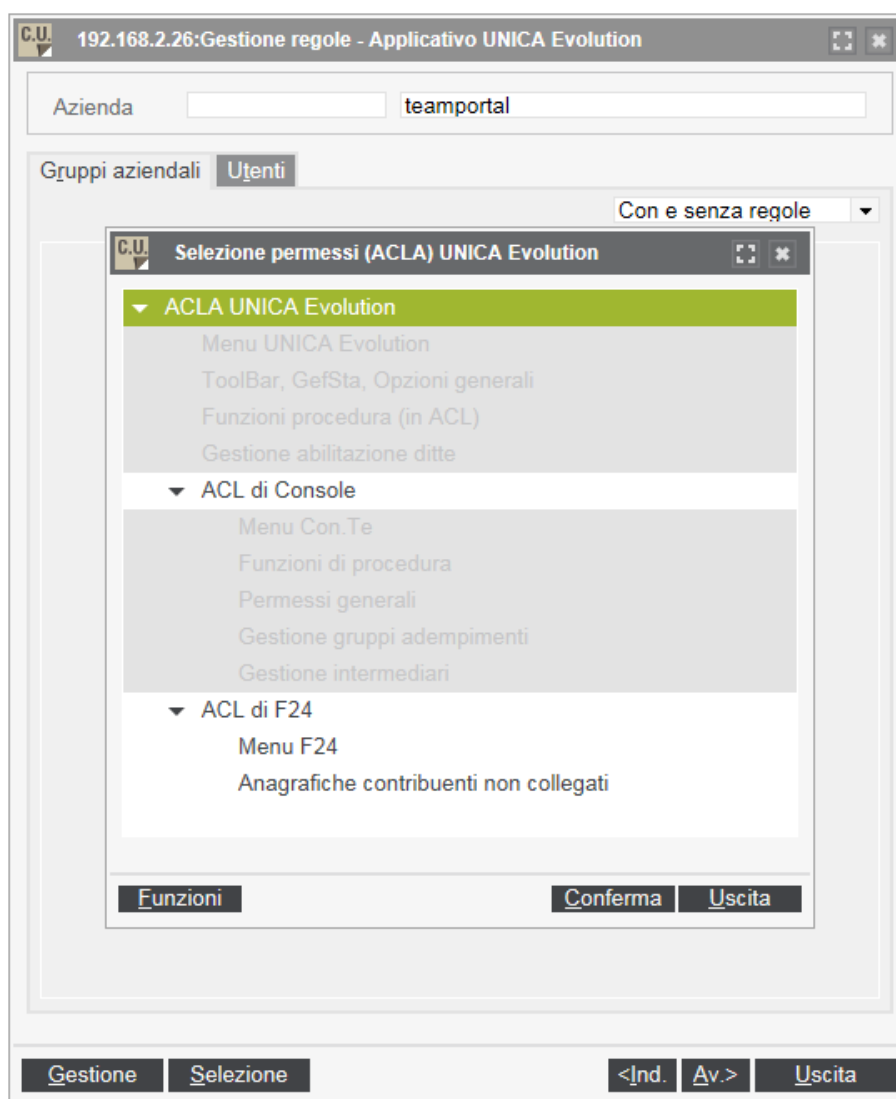 C.U. 192.168.2.26:Gestione regole - Applicativo UNICA Evolution
Azienda teamportal
Gruppi aziendali Utenti
Con e senza regole
C.U. Selezione permessi (ACLA) UNICA Evolution
ACLA UNICA Evolution
Menu UNICA Evolution
ToolBar, GefSta, Opzioni generali
Funzioni procedura (in ACL)
Gestione abilitazione ditte
ACL di Console
Menu Con.Te
Funzioni di procedura
Permessi generali
Gestione gruppi adempimenti
Gestione intermediari
ACL di F24
Menu F24
Anagrafiche contribuenti non collegati
Funzioni Conferma Uscita
Gestione Selezione <Ind. Av.> Uscita